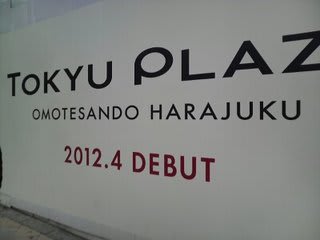 TOKYU PLAZ
OMOTESANDO HARAJUKU
2012.4 DEBUT